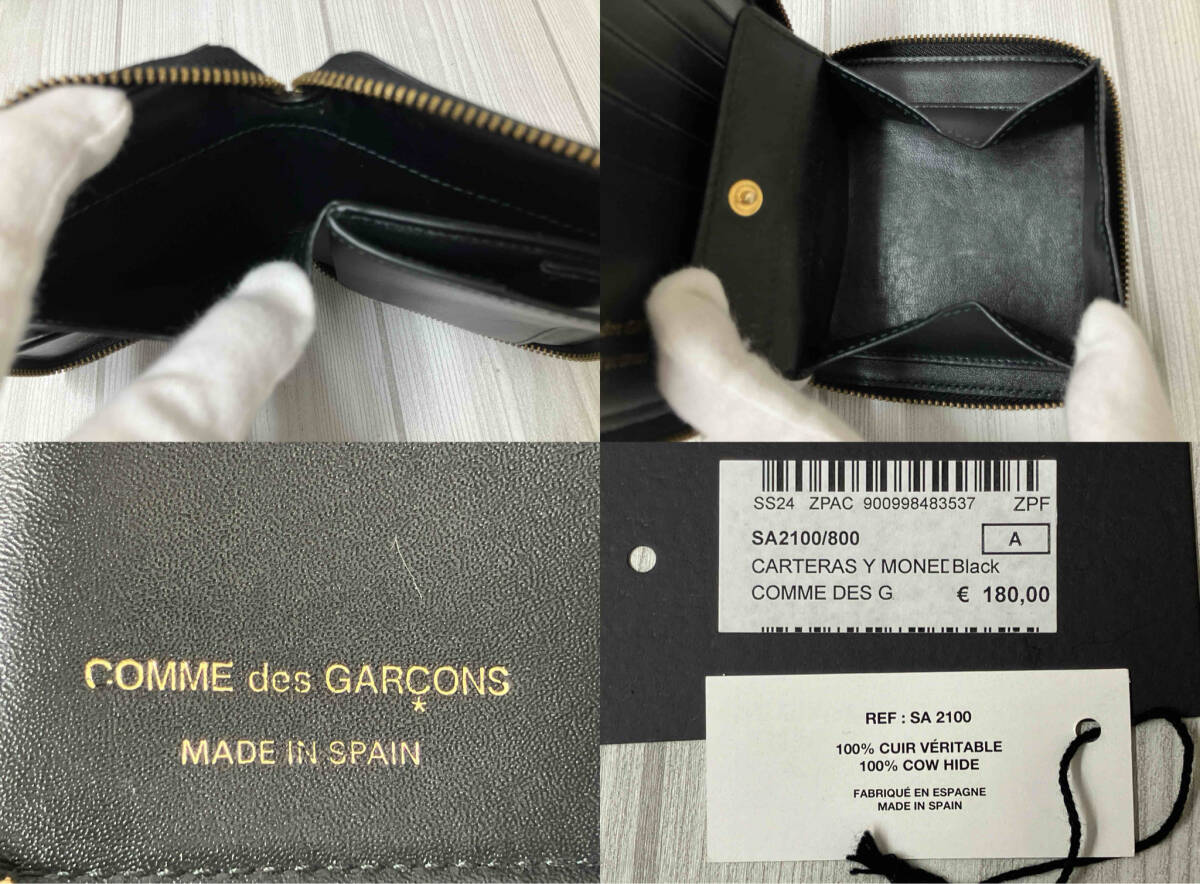 COMME des GARÇONS
MADE IN SPAIN
SS24 ZPAC 900998483537 ZPF
SA2100/800 A
CARTERAS Y MONED Black
COMME DES G € 180,00
REF : SA 2100
100% CUIR VÉRITABLE
100% COW HIDE
FABRIQUÉ EN ESPAGNE
MADE IN SPAIN